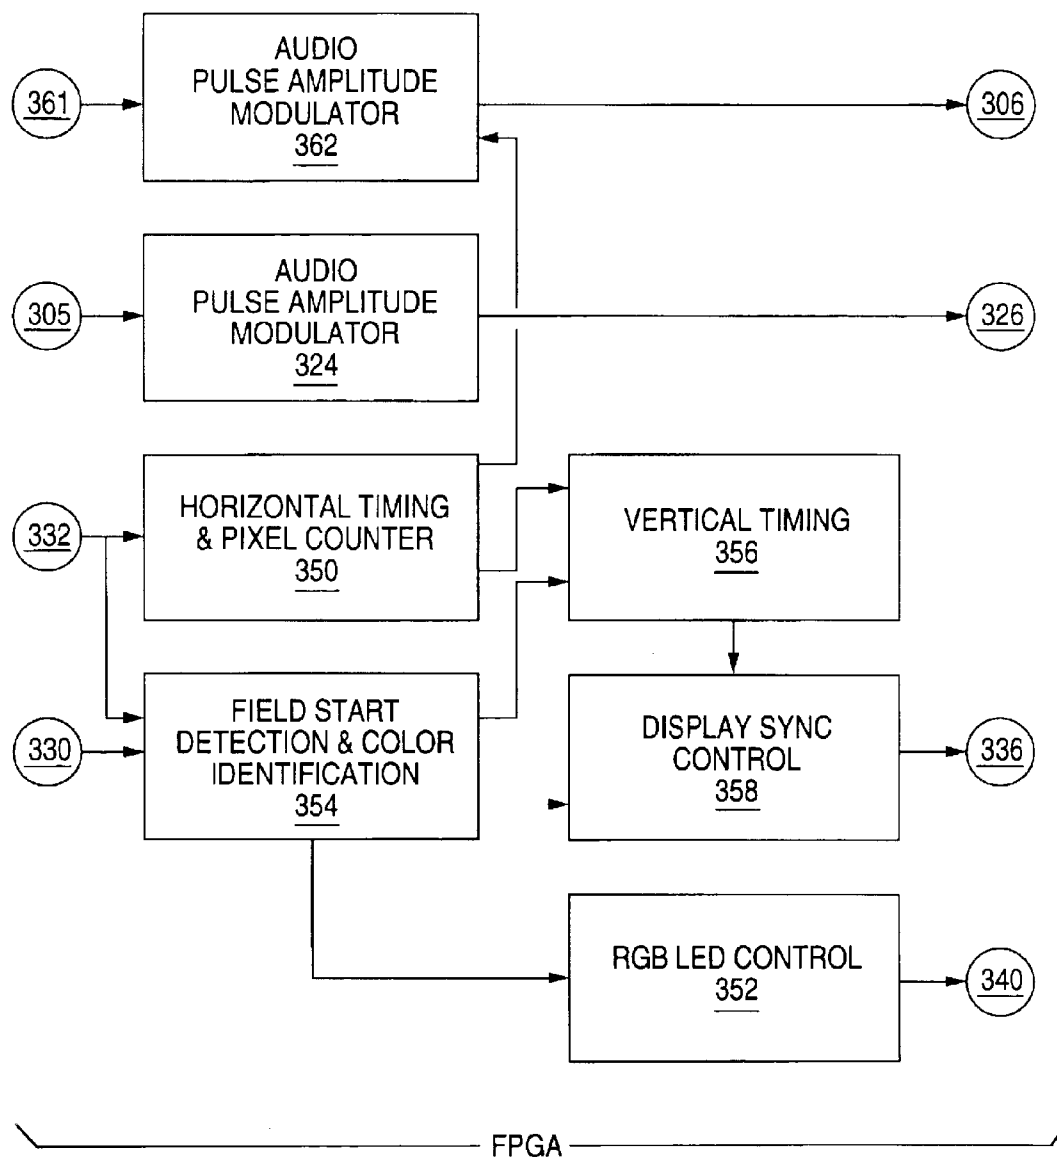 AUDIO
PULSE AMPLITUDE
MODULATOR
362
361
306
AUDIO
PULSE AMPLITUDE
MODULATOR
324
305
326
HORIZONTAL TIMING
& PIXEL COUNTER
350
332
VERTICAL TIMING
356
FIELD START
DETECTION & COLOR
IDENTIFICATION
354
330
DISPLAY SYNC
CONTROL
358
336
RGB LED CONTROL
352
340
FPGA